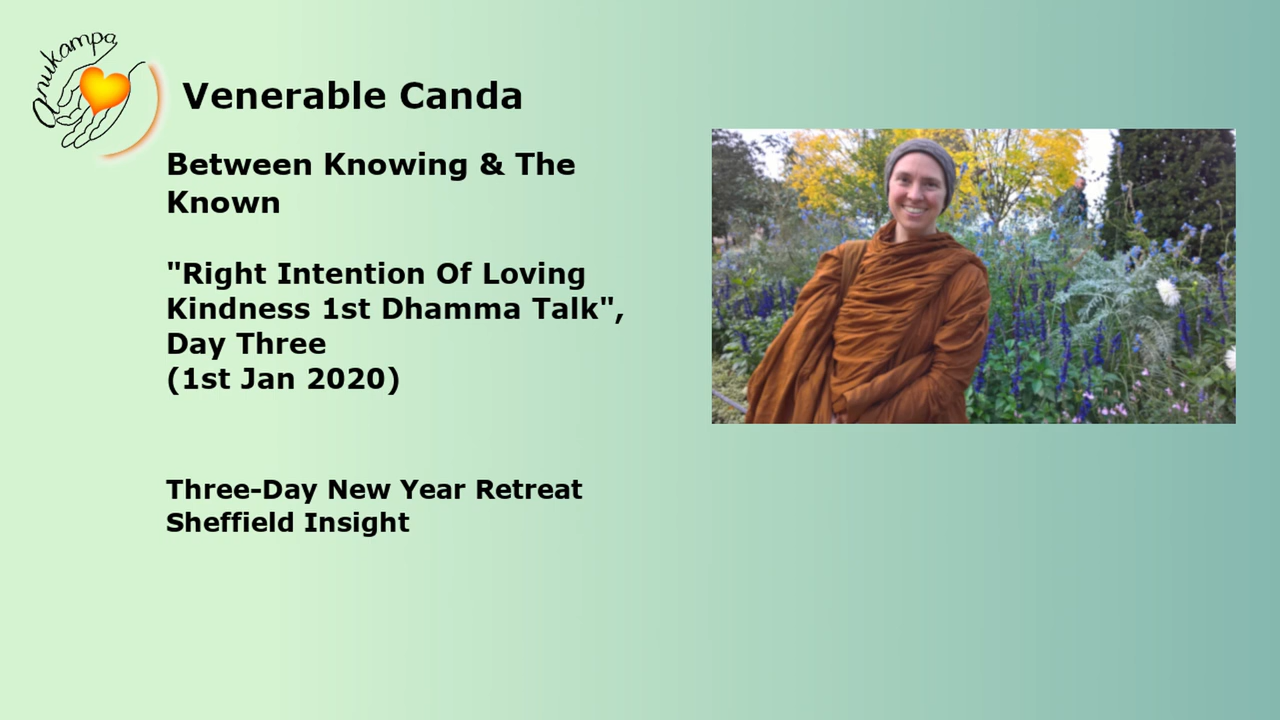 Anukampa
Venerable Canda
Between Knowing & The
Known
"Right Intention Of Loving
Kindness 1st Dhamma Talk",
Day Three
(1st Jan 2020)
Three-Day New Year Retreat
Sheffield Insight